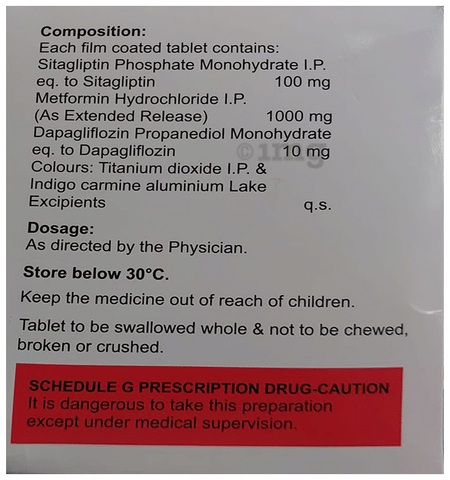 Composition:
Each film coated tablet contains:
Sitagliptin Phosphate Monohydrate I.P.
eq. to Sitagliptin 100 mg
Metformin Hydrochloride I.P.
(As Extended Release) 1000 mg
Dapagliflozin Propanediol Monohydrate
eq. to Dapagliflozin 10 mg
©1mg
Colours: Titanium dioxide I.P. &
Indigo carmine aluminium Lake
Excipients q.s.
Dosage:
As directed by the Physician.
Store below 30°C.
Keep the medicine out of reach of children.
Tablet to be swallowed whole & not to be chewed,
broken or crushed.
SCHEDULE G PRESCRIPTION DRUG-CAUTION
It is dangerous to take this preparation
except under medical supervision.